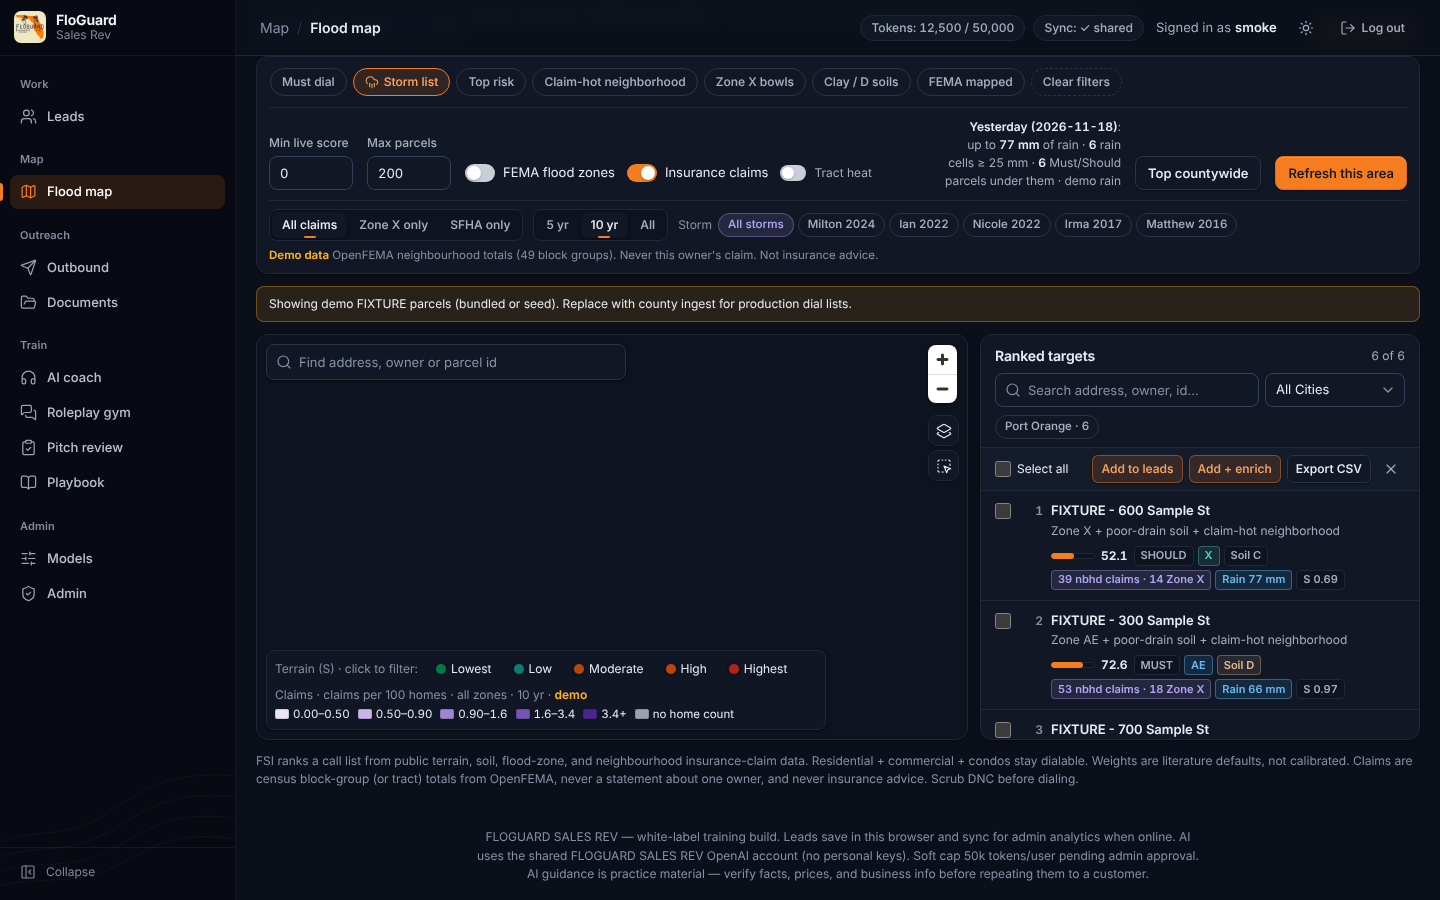 FLOGUARD
FloGuard
Sales Rev
Map / Flood map
Tokens: 12,500 / 50,000
Sync: ✓ shared
Signed in as smoke
Log out
Work
Leads
Map
Flood map
Outreach
Outbound
Documents
Train
AI coach
Roleplay gym
Pitch review
Playbook
Admin
Models
Admin
Collapse
Must dial
Storm list
Top risk
Claim-hot neighborhood
Zone X bowls
Clay / D soils
FEMA mapped
Clear filters
Min live score
0
Max parcels
200
FEMA flood zones
Insurance claims
Tract heat
Yesterday (2026-11-18):
up to 77 mm of rain · 6 rain
cells ≥ 25 mm · 6 Must/Should
parcels under them · demo rain
Top countywide
Refresh this area
All claims
Zone X only
SFHA only
5 yr
10 yr
All
Storm
All storms
Milton 2024
Ian 2022
Nicole 2022
Irma 2017
Matthew 2016
Demo data OpenFEMA neighbourhood totals (49 block groups). Never this owner's claim. Not insurance advice.
Showing demo FIXTURE parcels (bundled or seed). Replace with county ingest for production dial lists.
Find address, owner or parcel id
Terrain (S) · click to filter:
Lowest
Low
Moderate
High
Highest
Claims · claims per 100 homes · all zones · 10 yr · demo
0.00–0.50
0.50–0.90
0.90–1.6
1.6–3.4
3.4+
no home count
Ranked targets
6 of 6
Search address, owner, id...
All Cities
Port Orange · 6
Select all
Add to leads
Add + enrich
Export CSV
1 FIXTURE - 600 Sample St
Zone X + poor-drain soil + claim-hot neighborhood
52.1 SHOULD X Soil C
39 nbhd claims · 14 Zone X Rain 77 mm S 0.69
2 FIXTURE - 300 Sample St
Zone AE + poor-drain soil + claim-hot neighborhood
72.6 MUST AE Soil D
53 nbhd claims · 18 Zone X Rain 66 mm S 0.97
3 FIXTURE - 700 Sample St
FSI ranks a call list from public terrain, soil, flood-zone, and neighbourhood insurance-claim data. Residential + commercial + condos stay dialable. Weights are literature defaults, not calibrated. Claims are
census block-group (or tract) totals from OpenFEMA, never a statement about one owner, and never insurance advice. Scrub DNC before dialing.
FLOGUARD SALES REV — white-label training build. Leads save in this browser and sync for admin analytics when online. AI
uses the shared FLOGUARD SALES REV OpenAI account (no personal keys). Soft cap 50k tokens/user pending admin approval.
AI guidance is practice material — verify facts, prices, and business info before repeating them to a customer.